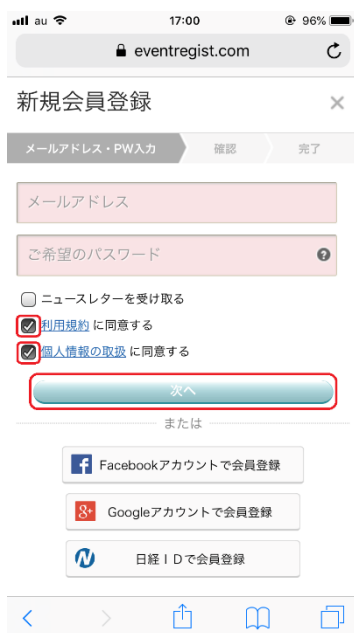 au 17:00 96%
eventregist.com
新規会員登録 ×
メールアドレス・PW入力 確認 完了
メールアドレス
ご希望のパスワード ?
ニュースレターを受け取る
利用規約 に同意する
個人情報の取扱 に同意する
次へ
または
f Facebookアカウントで会員登録
8+ Googleアカウントで会員登録
N 日経IDで会員登録